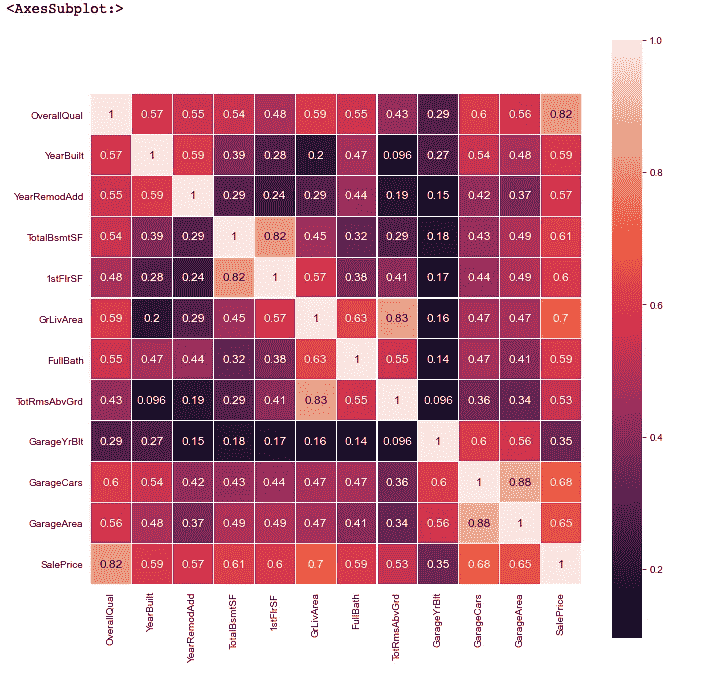 <AxesSubplot:>
1.0
OverallQual 1 0.57 0.55 0.54 0.48 0.59 0.55 0.43 0.29 0.6 0.56 0.82
YearBuilt 0.57 1 0.59 0.39 0.28 0.2 0.47 0.096 0.27 0.54 0.48 0.59
0.8
YearRemodAdd 0.55 0.59 1 0.29 0.24 0.29 0.44 0.19 0.15 0.42 0.37 0.57
TotalBsmtSF 0.54 0.39 0.29 1 0.82 0.45 0.32 0.29 0.18 0.43 0.49 0.61
1stFlrSF 0.48 0.28 0.24 0.82 1 0.57 0.38 0.41 0.17 0.44 0.49 0.6
0.6
GrLivArea 0.59 0.2 0.29 0.45 0.57 1 0.63 0.83 0.16 0.47 0.47 0.7
FullBath 0.55 0.47 0.44 0.32 0.38 0.63 1 0.55 0.14 0.47 0.41 0.59
TotRmsAbvGrd 0.43 0.096 0.19 0.29 0.41 0.83 0.55 1 0.096 0.36 0.34 0.53
0.4
GarageYrBlt 0.29 0.27 0.15 0.18 0.17 0.16 0.14 0.096 1 0.6 0.56 0.35
GarageCars 0.6 0.54 0.42 0.43 0.44 0.47 0.47 0.36 0.6 1 0.88 0.68
GarageArea 0.56 0.48 0.37 0.49 0.49 0.47 0.41 0.34 0.56 0.88 1 0.65
SalePrice 0.82 0.59 0.57 0.61 0.6 0.7 0.59 0.53 0.35 0.68 0.65 1
0.2
OverallQual
YearBuilt
YearRemodAdd
TotalBsmtSF
1stFlrSF
GrLivArea
FullBath
TotRmsAbvGrd
GarageYrBlt
GarageCars
GarageArea
SalePrice